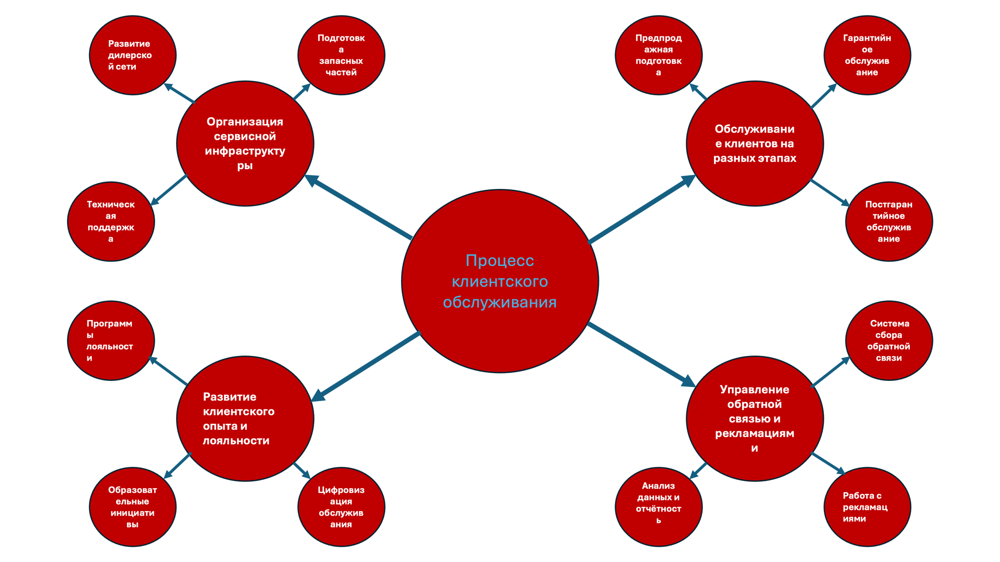 Развитие
дилерско
й сети
Подготовк
а
запасных
частей
Предпрод
ажная
подготовк
а
Гарантийн
ое
обслужив
ание
Организация
сервисной
инфраструкту
ры
Обслуживани
е клиентов на
разных этапах
Техническ
ая
поддержк
а
Постгаран
тийное
обслужив
ание
Процесс
клиентского
обслуживания
Программ
ы
лояльност
и
Система
сбора
обратной
связи
Развитие
клиентского
опыта и
лояльности
Управление
обратной
связью и
рекламациям
и
Образоват
ельные
инициати
вы
Цифровиз
ация
обслужив
ания
Анализ
данных и
отчётност
ь
Работа с
рекламац
иями